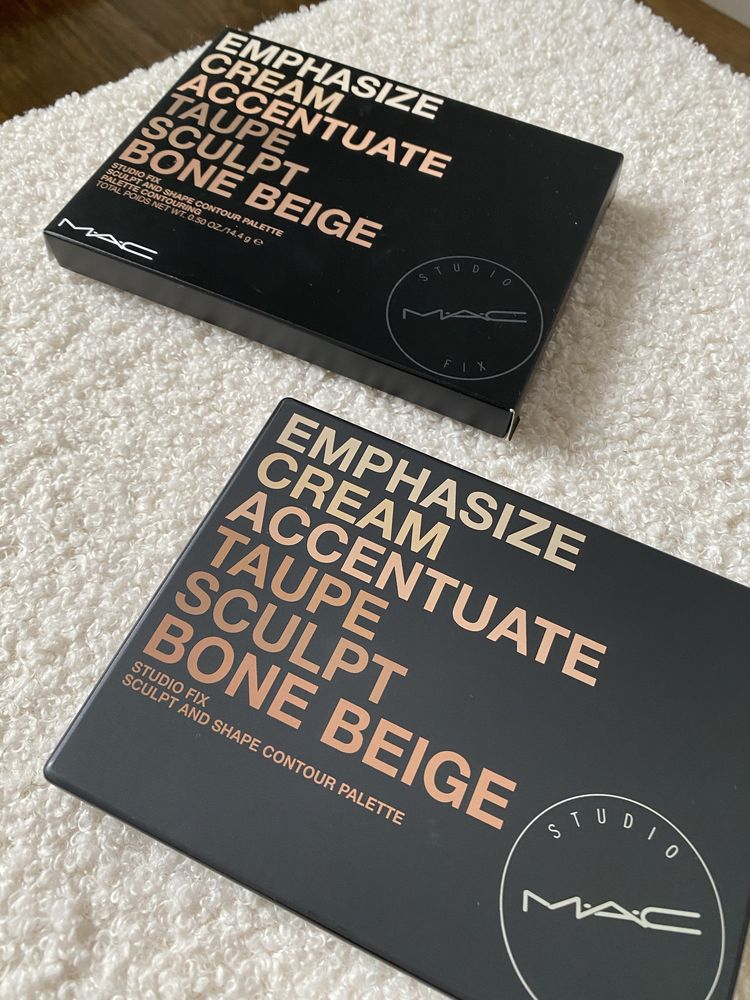 EMPHASIZE
CREAM
ACCENTUATE
TAUPE
SCULPT
BONE BEIGE
STUDIO FIX
SCULPT AND SHAPE CONTOUR PALETTE
PALETTE CONTOURING
TOTAL POIDS NET WT. 0.50 OZ./14.4 g ℮
M·A·C
STUDIO
M·A·C
FIX
EMPHASIZE
CREAM
ACCENTUATE
TAUPE
SCULPT
BONE BEIGE
STUDIO FIX
SCULPT AND SHAPE CONTOUR PALETTE
STUDIO
M·A·C